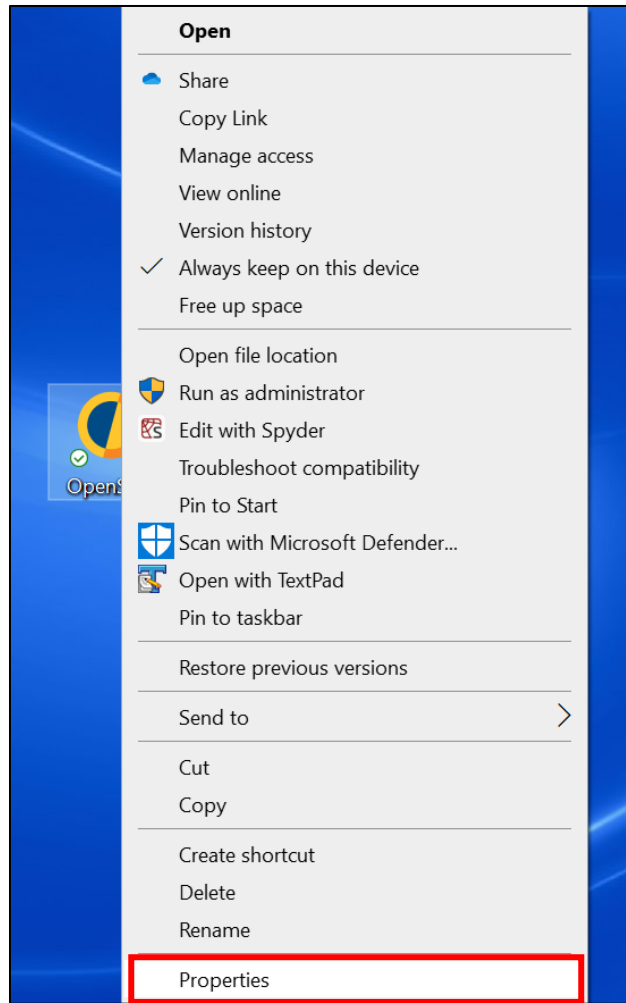 Open
Share
Copy Link
Manage access
View online
Version history
Always keep on this device
Free up space
Open file location
Run as administrator
Edit with Spyder
Troubleshoot compatibility
OpenS
Pin to Start
Scan with Microsoft Defender...
Open with TextPad
Pin to taskbar
Restore previous versions
Send to
Cut
Copy
Create shortcut
Delete
Rename
Properties